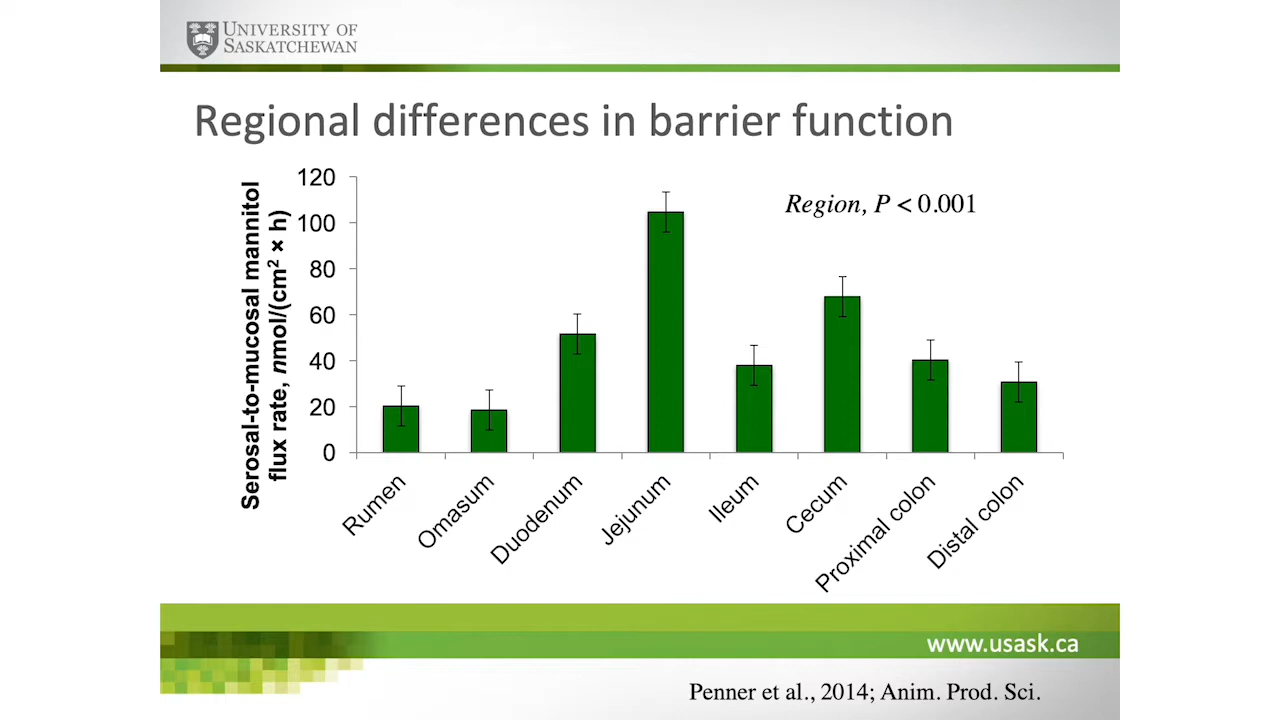 UNIVERSITY OF
SASKATCHEWAN
Regional differences in barrier function
Serosal-to-mucosal mannitol
flux rate, nmol/(cm² × h)
120
100
80
60
40
20
0
Region, P < 0.001
Rumen
Omasum
Duodenum
Jejunum
Ileum
Cecum
Proximal colon
Distal colon
www.usask.ca
Penner et al., 2014; Anim. Prod. Sci.